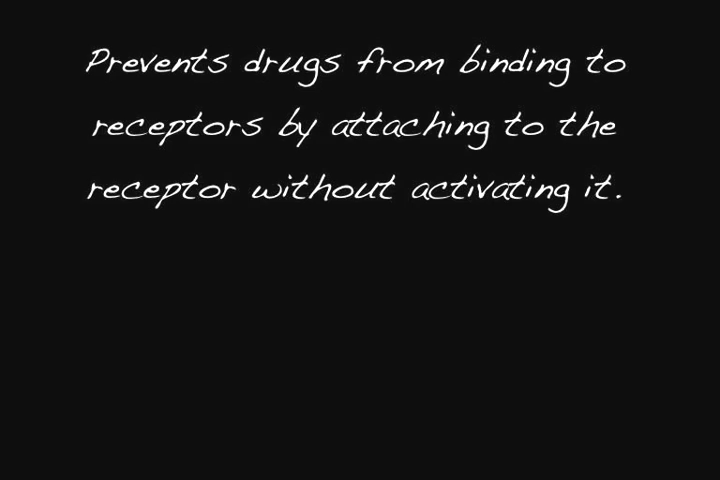 Prevents drugs from binding to
receptors by attaching to the
receptor without activating it.